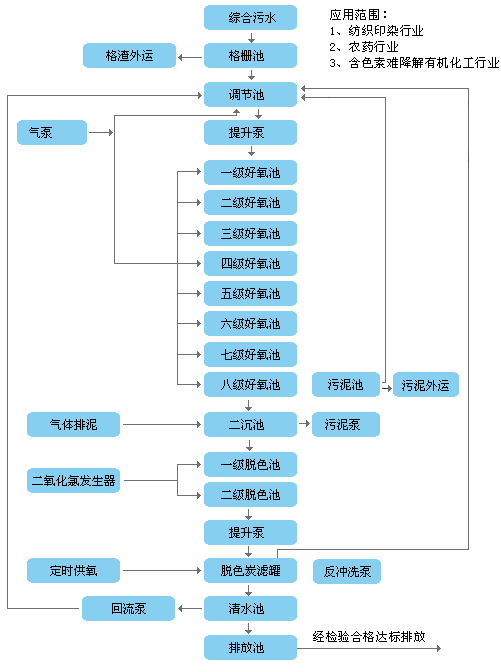 综合污水
应用范围：
1、纺织印染行业
2、农药行业
3、含色素难降解有机化工行业
格渣外运
格栅池
调节池
气泵
提升泵
一级好氧池
二级好氧池
三级好氧池
四级好氧池
五级好氧池
六级好氧池
七级好氧池
八级好氧池
污泥池
污泥外运
气体排泥
二沉池
污泥泵
一级脱色池
二氧化氯发生器
二级脱色池
提升泵
定时供氧
脱色炭滤罐
反冲洗泵
回流泵
清水池
经检验合格达标排放
排放池